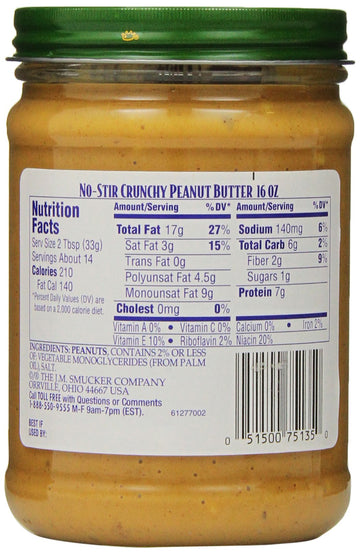 NO-STIR CRUNCHY PEANUT BUTTER 16 OZ
Nutrition
Facts
Serv Size 2 Tbsp (33g)
Servings About 14
Calories 210
Fat Cal 140
*Percent Daily Values (DV) are
based on a 2,000 calorie diet.
Amount/Serving %DV*
Total Fat 17g 27%
Sat Fat 3g 15%
Trans Fat 0g
Polyunsat Fat 4.5g
Monounsat Fat 9g
Cholest 0mg 0%
Amount/Serving %DV*
Sodium 140mg 6%
Total Carb 6g 2%
Fiber 2g 9%
Sugars 1g
Protein 7g
Vitamin A 0% • Vitamin C 0% Calcium 0% • Iron 2%
Vitamin E 10% • Riboflavin 2% Niacin 20%
INGREDIENTS: PEANUTS, CONTAINS 2% OR LESS
OF: VEGETABLE MONOGLYCERIDES (FROM PALM
OIL), SALT.
©/® THE J.M. SMUCKER COMPANY
ORRVILLE, OHIO 44667 USA
Call TOLL FREE with Questions or Comments
1-888-550-9555 M-F 9am-7pm (EST).
61277002
BEST IF
USED BY:
0 51500 75135 0